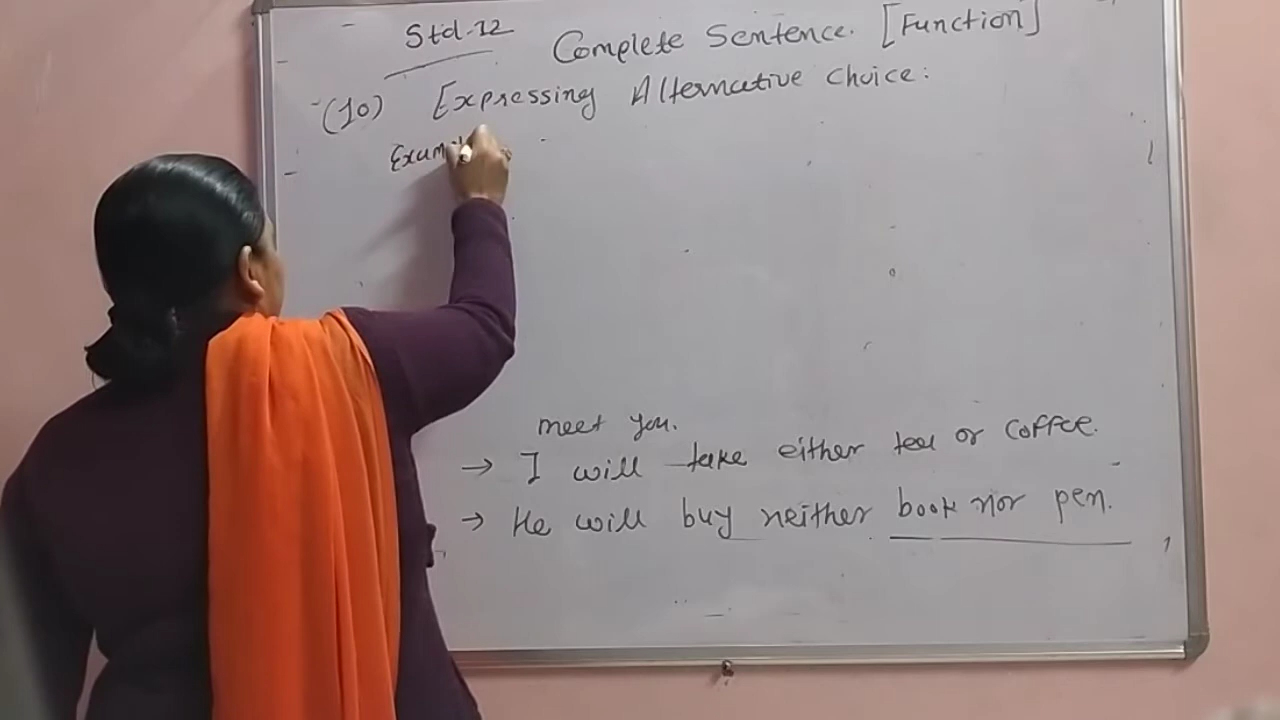 Std-12 Complete Sentence. [Function]
(10) Expressing Alternative Choice:
Exam
meet you.
→ I will take either tea or coffee.
→ He will buy neither book nor pen.